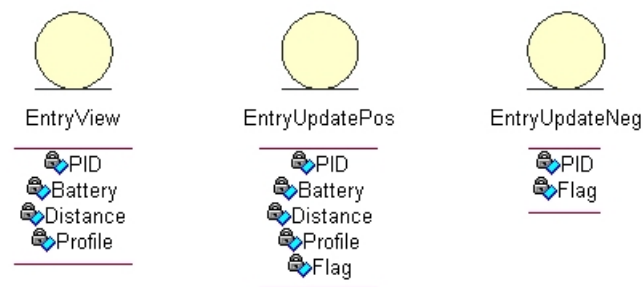 EntryView
PID
Battery
Distance
Profile
EntryUpdatePos
PID
Battery
Distance
Profile
Flag
EntryUpdateNeg
PID
Flag